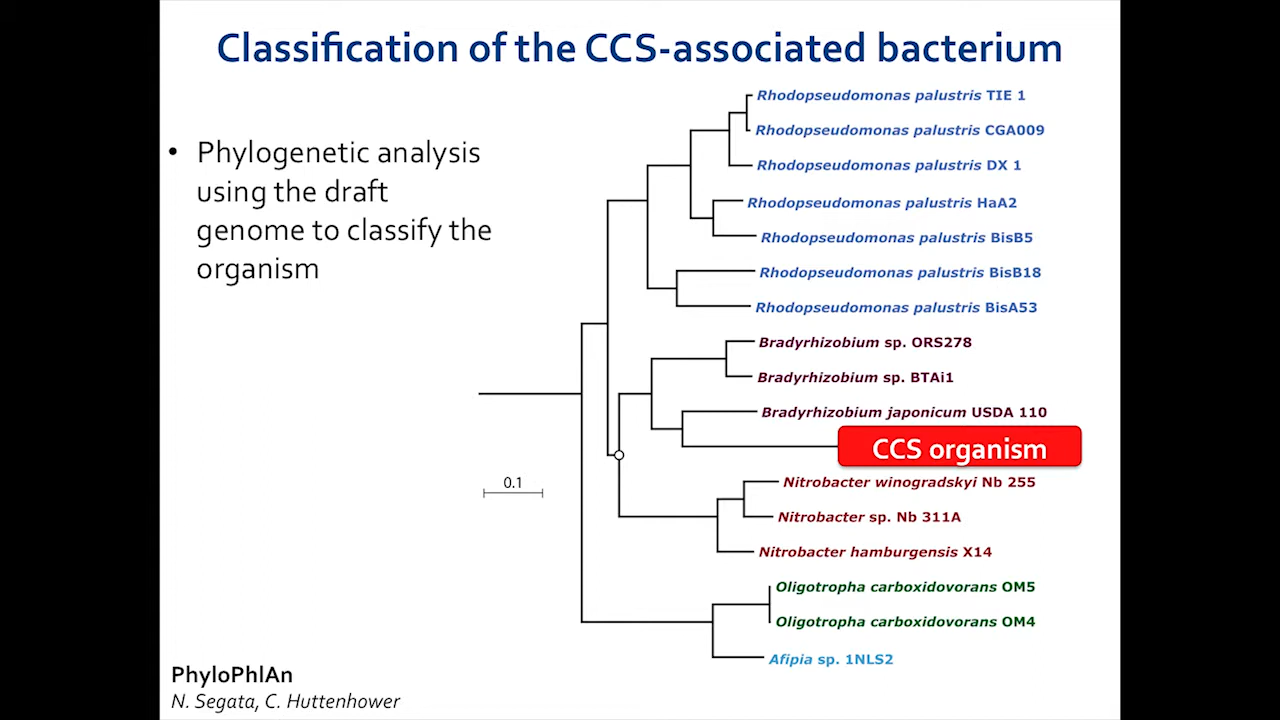 Classification of the CCS-associated bacterium
• Phylogenetic analysis
using the draft
genome to classify the
organism
Rhodopseudomonas palustris TIE 1
Rhodopseudomonas palustris CGA009
Rhodopseudomonas palustris DX 1
Rhodopseudomonas palustris HaA2
Rhodopseudomonas palustris BisB5
Rhodopseudomonas palustris BisB18
Rhodopseudomonas palustris BisA53
Bradyrhizobium sp. ORS278
Bradyrhizobium sp. BTAi1
Bradyrhizobium japonicum USDA 110
CCS organism
Nitrobacter winogradskyi Nb 255
Nitrobacter sp. Nb 311A
Nitrobacter hamburgensis X14
Oligotropha carboxidovorans OM5
Oligotropha carboxidovorans OM4
Afipia sp. 1NLS2
0.1
PhyloPhlAn
N. Segata, C. Huttenhower